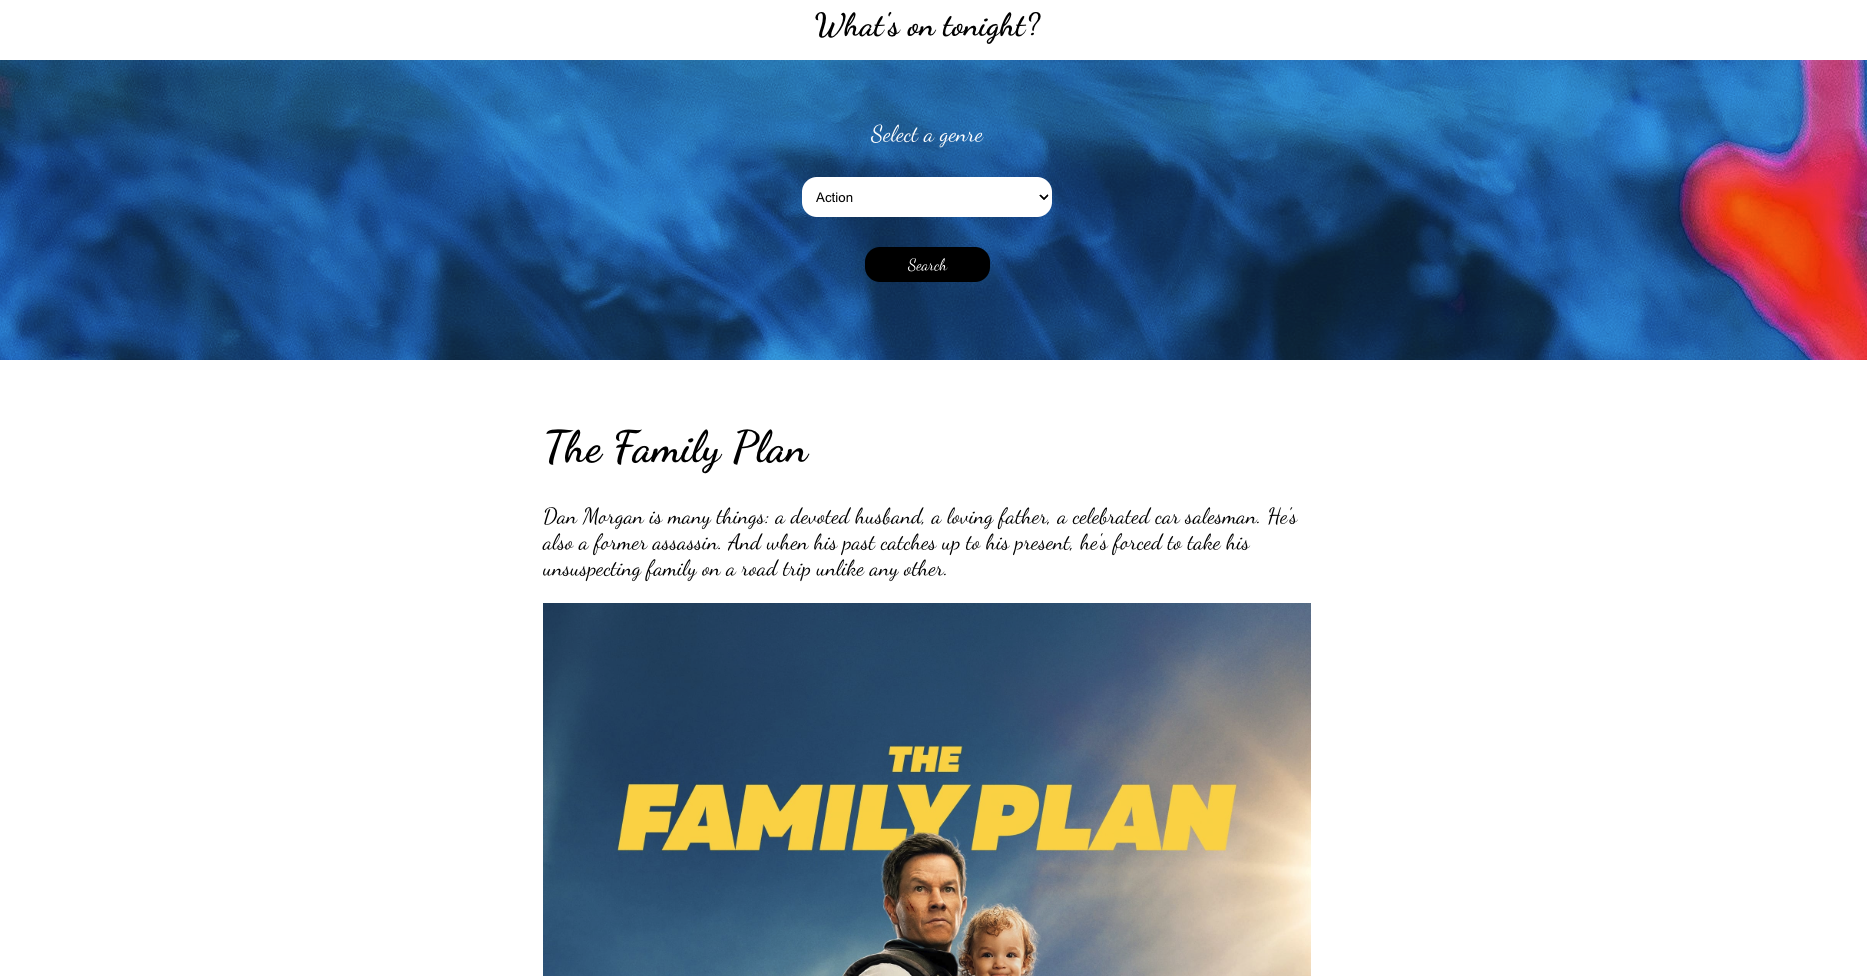 What's on tonight?
Select a genre
Action
Search
The Family Plan
Dan Morgan is many things: a devoted husband, a loving father, a celebrated car salesman. He's
also a former assassin. And when his past catches up to his present, he's forced to take his
unsuspecting family on a road trip unlike any other.
THE
FAMILY PLAN